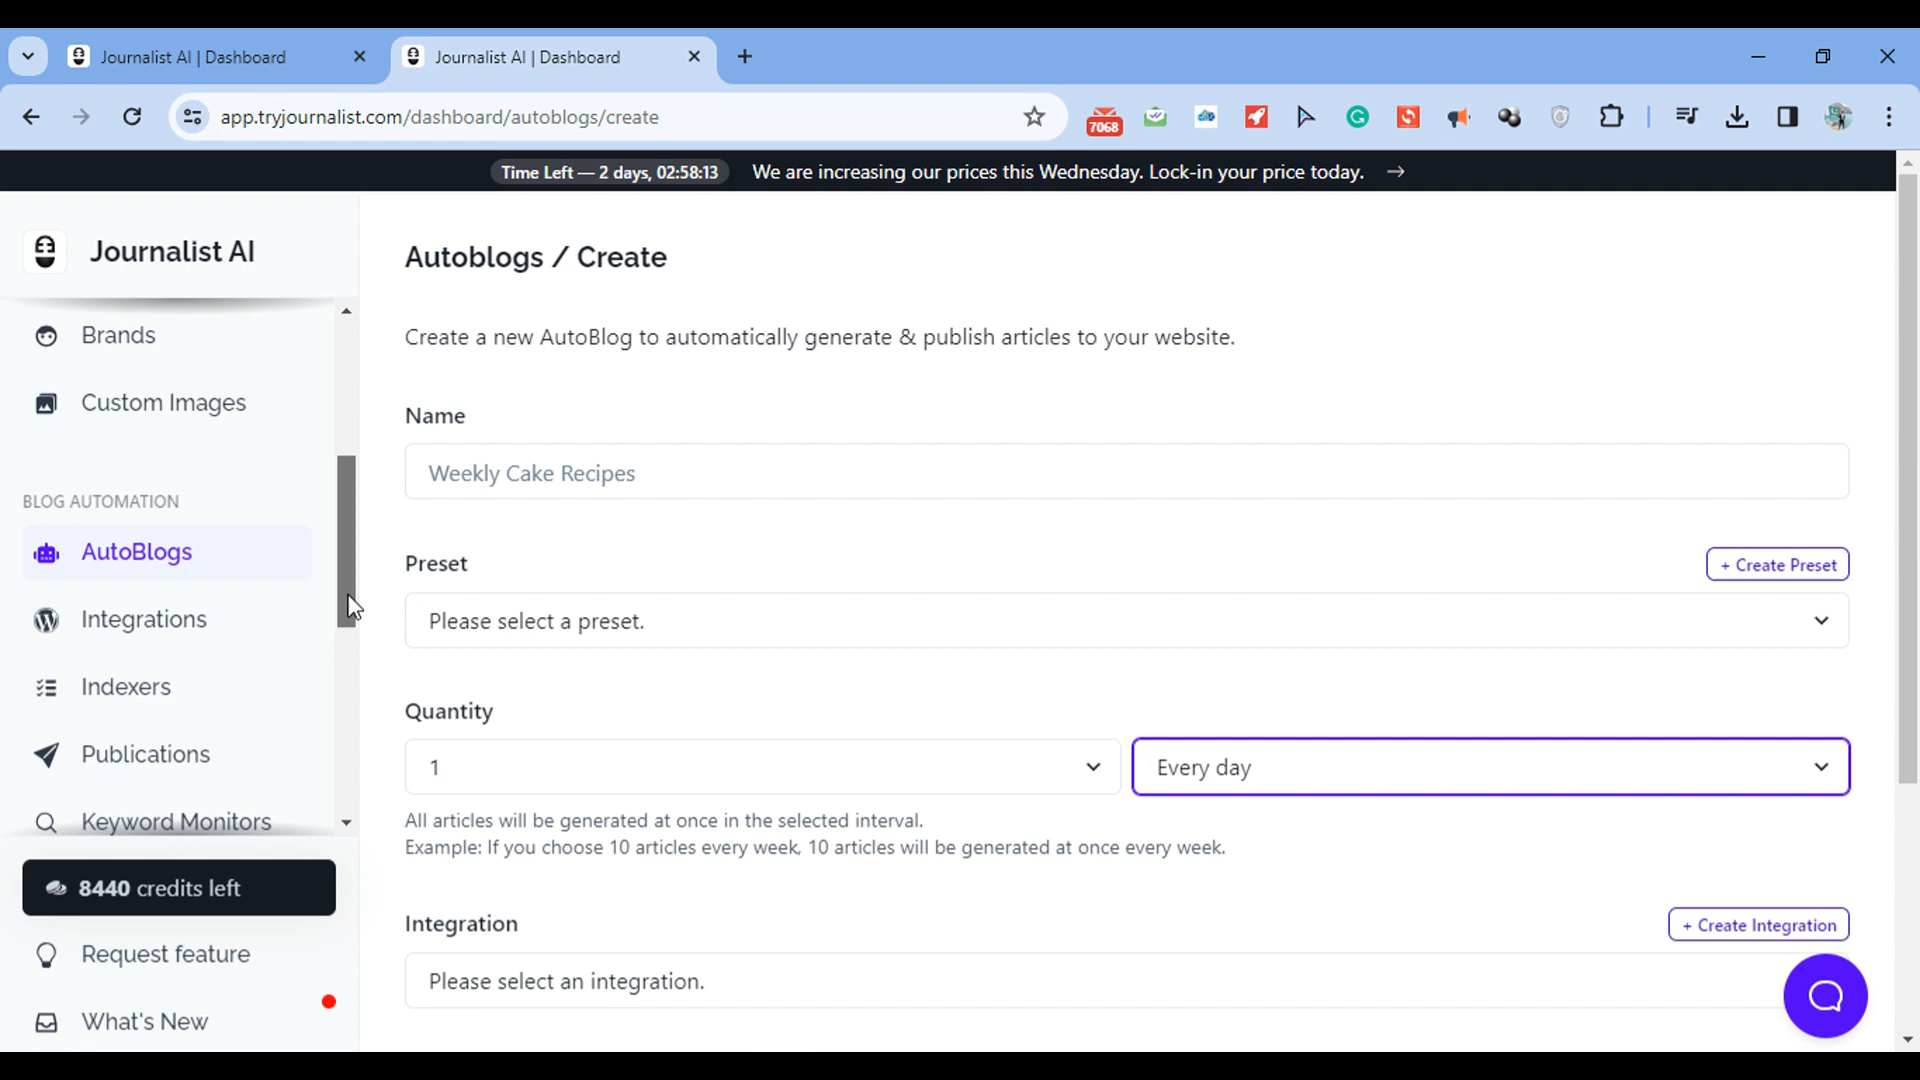 Journalist AI | Dashboard
Journalist AI | Dashboard
app.tryjournalist.com/dashboard/autoblogs/create
7068
Time Left — 2 days, 02:58:13 We are increasing our prices this Wednesday. Lock-in your price today. →
Journalist AI
Brands
Custom Images
BLOG AUTOMATION
AutoBlogs
Integrations
Indexers
Publications
Keyword Monitors
8440 credits left
Request feature
What's New
Autoblogs / Create
Create a new AutoBlog to automatically generate & publish articles to your website.
Name
Weekly Cake Recipes
Preset
+ Create Preset
Please select a preset.
Quantity
1
Every day
All articles will be generated at once in the selected interval.
Example: If you choose 10 articles every week, 10 articles will be generated at once every week.
Integration
+ Create Integration
Please select an integration.